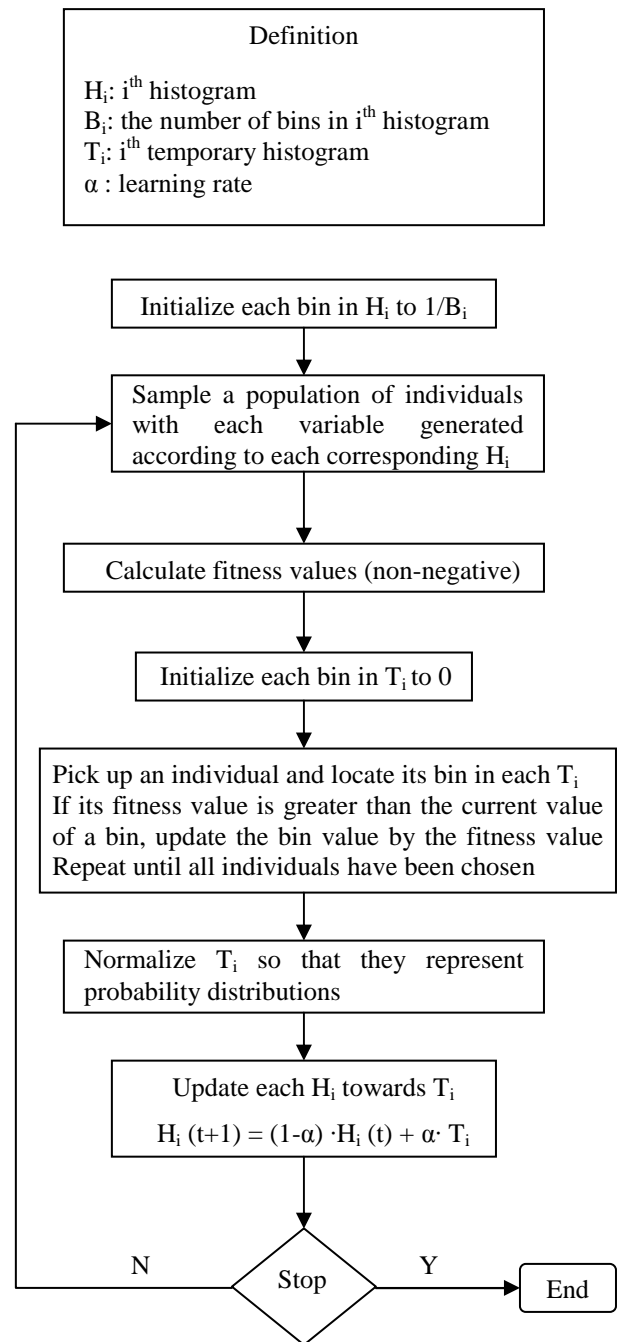 Definition
Hᵢ: iᵗʰ histogram
Bᵢ: the number of bins in iᵗʰ histogram
Tᵢ: iᵗʰ temporary histogram
α : learning rate
Initialize each bin in Hᵢ to 1/Bᵢ
Sample a population of individuals
with each variable generated
according to each corresponding Hᵢ
Calculate fitness values (non-negative)
Initialize each bin in Tᵢ to 0
Pick up an individual and locate its bin in each Tᵢ
If its fitness value is greater than the current value
of a bin, update the bin value by the fitness value
Repeat until all individuals have been chosen
Normalize Tᵢ so that they represent
probability distributions
Update each Hᵢ towards Tᵢ
Hᵢ (t+1) = (1-α) ·Hᵢ (t) + α· Tᵢ
N
Stop
Y
End